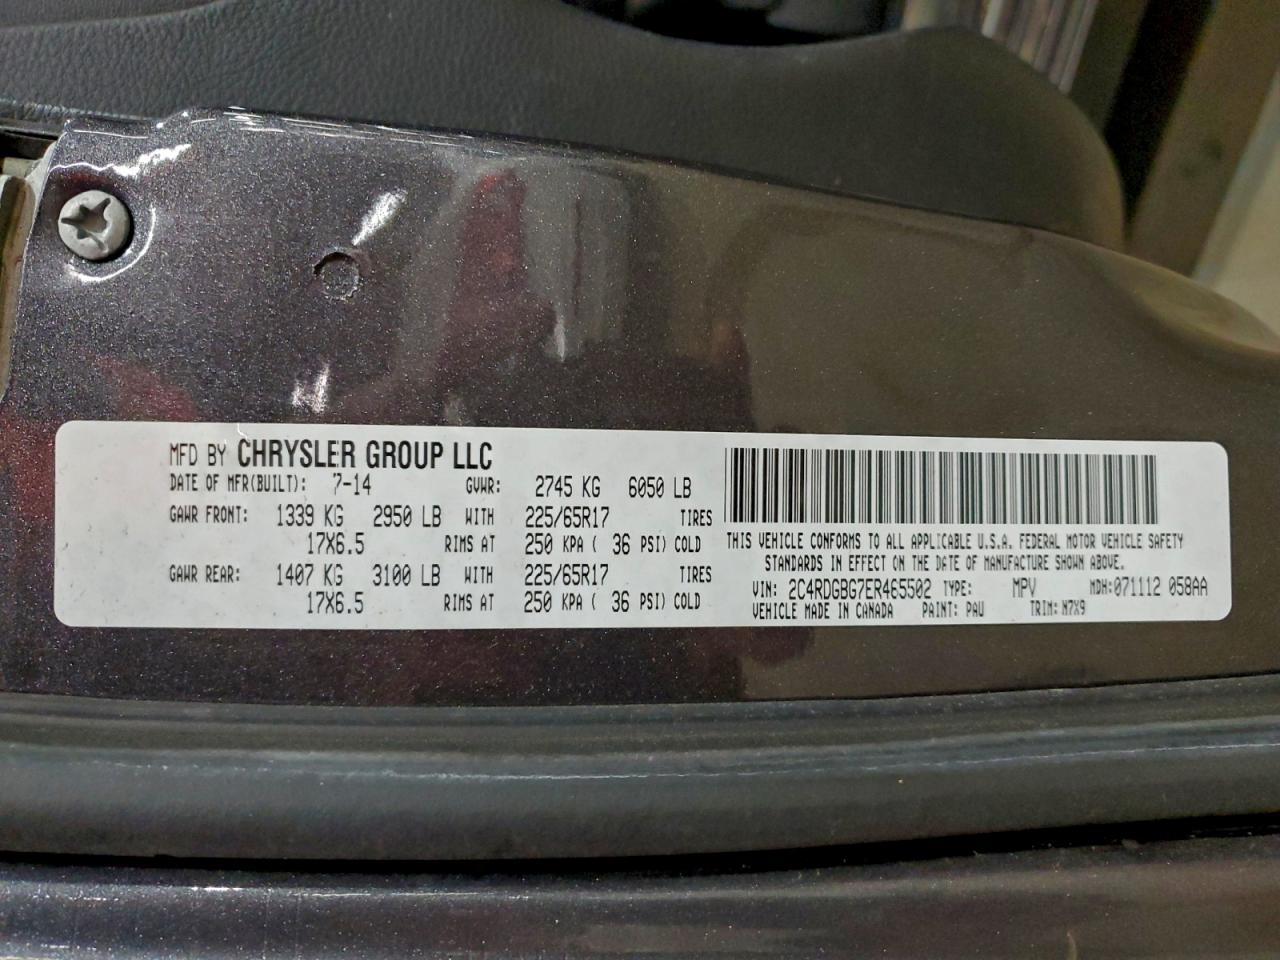 MFD BY CHRYSLER GROUP LLC
DATE OF MFR(BUILT): 7-14 GVWR: 2745 KG 6050 LB
GAWR FRONT: 1339 KG 2950 LB WITH 225/65R17 TIRES
17X6.5 RIMS AT 250 KPA ( 36 PSI) COLD
GAWR REAR: 1407 KG 3100 LB WITH 225/65R17 TIRES
17X6.5 RIMS AT 250 KPA ( 36 PSI) COLD
THIS VEHICLE CONFORMS TO ALL APPLICABLE U.S.A. FEDERAL MOTOR VEHICLE SAFETY
STANDARDS IN EFFECT ON THE DATE OF MANUFACTURE SHOWN ABOVE.
VIN: 2C4RDGBG7ER465502 TYPE: MPV MDH:071112 058AA
VEHICLE MADE IN CANADA PAINT: PAU TRIM: N7X9